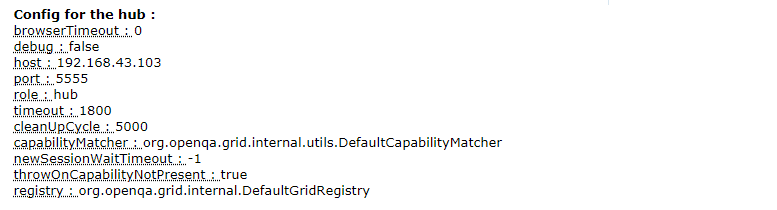 Config for the hub :
browserTimeout : 0
debug : false
host : 192.168.43.103
port : 5555
role : hub
timeout : 1800
cleanUpCycle : 5000
capabilityMatcher : org.openqa.grid.internal.utils.DefaultCapabilityMatcher
newSessionWaitTimeout : -1
throwOnCapabilityNotPresent : true
registry : org.openqa.grid.internal.DefaultGridRegistry